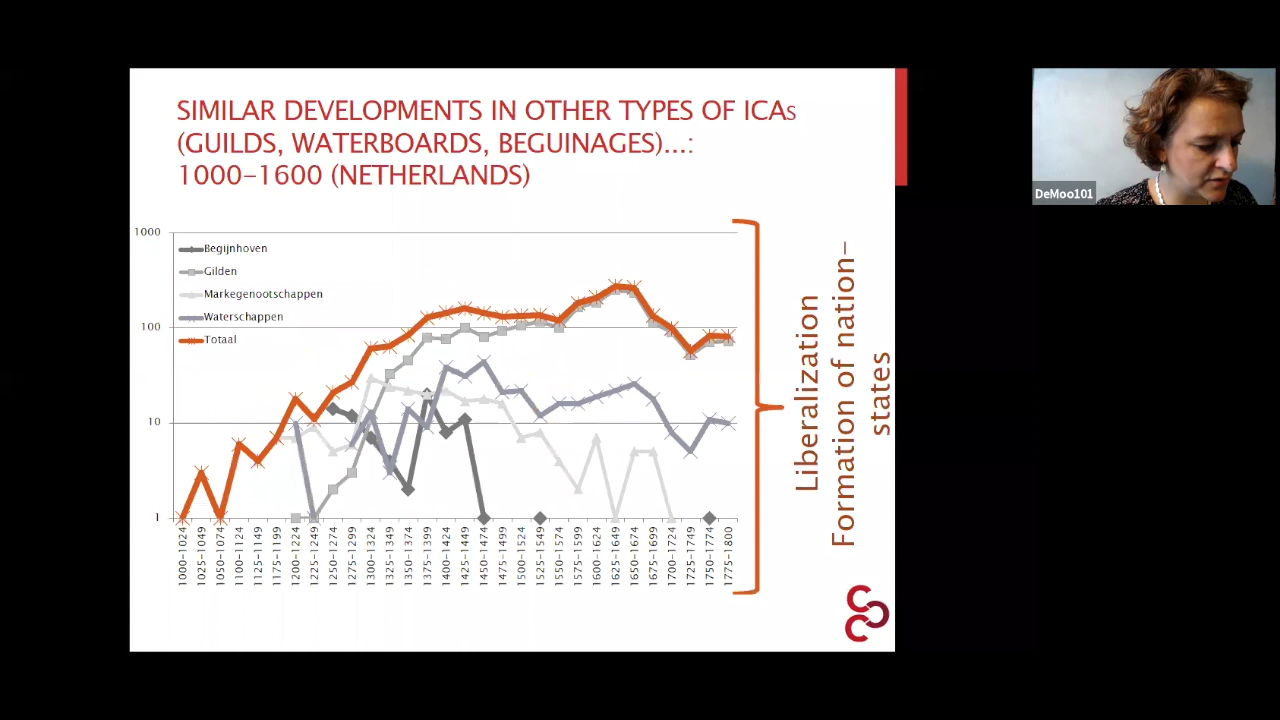 SIMILAR DEVELOPMENTS IN OTHER TYPES OF ICAs
(GUILDS, WATERBOARDS, BEGUINAGES)...:
1000-1600 (NETHERLANDS)
DeMoo101
1000
100
10
1
Begijnhoven
Gilden
Markegenootschappen
Waterschappen
Totaal
1000-1024
1025-1049
1050-1074
1100-1124
1125-1149
1175-1199
1200-1224
1225-1249
1250-1274
1275-1299
1300-1324
1325-1349
1350-1374
1375-1399
1400-1424
1425-1449
1450-1474
1475-1499
1500-1524
1525-1549
1550-1574
1575-1599
1600-1624
1625-1649
1650-1674
1675-1699
1700-1724
1725-1749
1750-1774
1775-1800
Liberalization
Formation of nation-
states